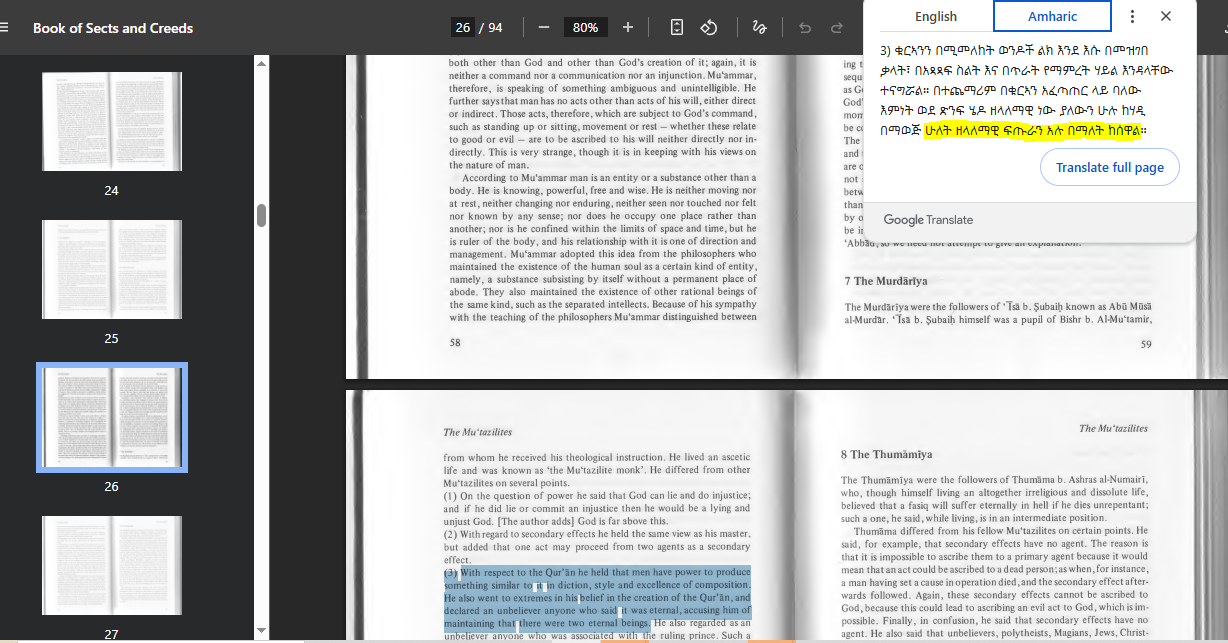 Book of Sects and Creeds
26 / 94
80%
24
25
26
27
English
Amharic
3) ቁርኣንን በሚመለከት ወንዶች ልክ እንደ እሱ በመዝገበ
ቃላት፣ በአጻጻፍ ስልት እና በጥራት የማምረት ሃይል እንዳላቸው
ተናግሯል። በተጨማሪም በቁርኣን አፈጣጠር ላይ ባለው
እምነት ወደ ጽንፍ ሄዶ ዘላለማዊ ነው ያለውን ሁሉ ከሃዲ
በማወጅ ሁለት ዘላለማዊ ፍጡራን አሉ በማለት ከሰዋል።
Translate full page
Google Translate
both other than God and other than God's creation of it; again, it is
neither a command nor a communication nor an injunction. Mu'ammar,
therefore, is speaking of something ambiguous and unintelligible. He
further says that man has no acts other than acts of his will, either direct
or indirect. Those acts, therefore, which are subject to God's command,
such as standing up or sitting, movement or rest — whether these relate
to good or evil — are to be ascribed to his will neither directly nor in-
directly. This is very strange, though it is in keeping with his views on
the nature of man.
According to Mu'ammar man is an entity or a substance other than a
body. He is knowing, powerful, free and wise. He is neither moving nor
at rest, neither changing nor enduring, neither seen nor touched nor felt
nor known by any sense; nor does he occupy one place rather than
another; nor is he confined within the limits of space and time, but he
is ruler of the body, and his relationship with it is one of direction and
management. Mu'ammar adopted this idea from the philosophers who
maintained the existence of the human soul as a certain kind of entity,
namely, a substance subsisting by itself without a permanent place of
abode. They also maintained the existence of other rational beings of
the same kind, such as the separated intellects. Because of his sympathy
with the teaching of the philosophers Mu'ammar distinguished between
58
'Abbād, so we need not attempt to give an explanation.
7 The Murdārīya
The Murdārīya were the followers of 'Īsā b. Ṣubaiḥ known as Abū Mūsā
al-Murdār. 'Īsā b. Ṣubaiḥ himself was a pupil of Bishr b. Al-Mu'tamir,
59
The Mu'tazilites
from whom he received his theological instruction. He lived an ascetic
life and was known as 'the Mu'tazilite monk'. He differed from other
Mu'tazilites on several points.
(1) On the question of power he said that God can lie and do injustice;
and if he did lie or commit an injustice then he would be a lying and
unjust God. [The author adds] God is far above this.
(2) With regard to secondary effects he held the same view as his master,
but added that one act may proceed from two agents as a secondary
effect.
(3) With respect to the Qur'ān he held that men have power to produce
something similar to it in diction, style and excellence of composition.
He also went to extremes in his belief in the creation of the Qur'ān, and
declared an unbeliever anyone who said it was eternal, accusing him of
maintaining that there were two eternal beings. He also regarded as an
unbeliever anyone who was associated with the ruling prince. Such a
The Mu'tazilites
8 The Thumāmīya
The Thumāmīya were the followers of Thumāma b. Ashras al-Numairī,
who, though himself living an altogether irreligious and dissolute life,
believed that a fasiq will suffer eternally in hell if he dies unrepentant;
such a one, he said, while living, is in an intermediate position.
Thumāma differed from his fellow Mu'tazilites on certain points. He
said, for example, that secondary effects have no agent. The reason is
that it is impossible to ascribe them to a primary agent because it would
mean that an act could be ascribed to a dead person; as when, for instance,
a man having set a cause in operation died, and the secondary effect after-
wards followed. Again, these secondary effects cannot be ascribed to
God, because this could lead to ascribing an evil act to God, which is im-
possible. Finally, in confusion, he said that secondary effects have no
agent. He also said that unbelievers, polytheists, Magians, Jews, Christ-